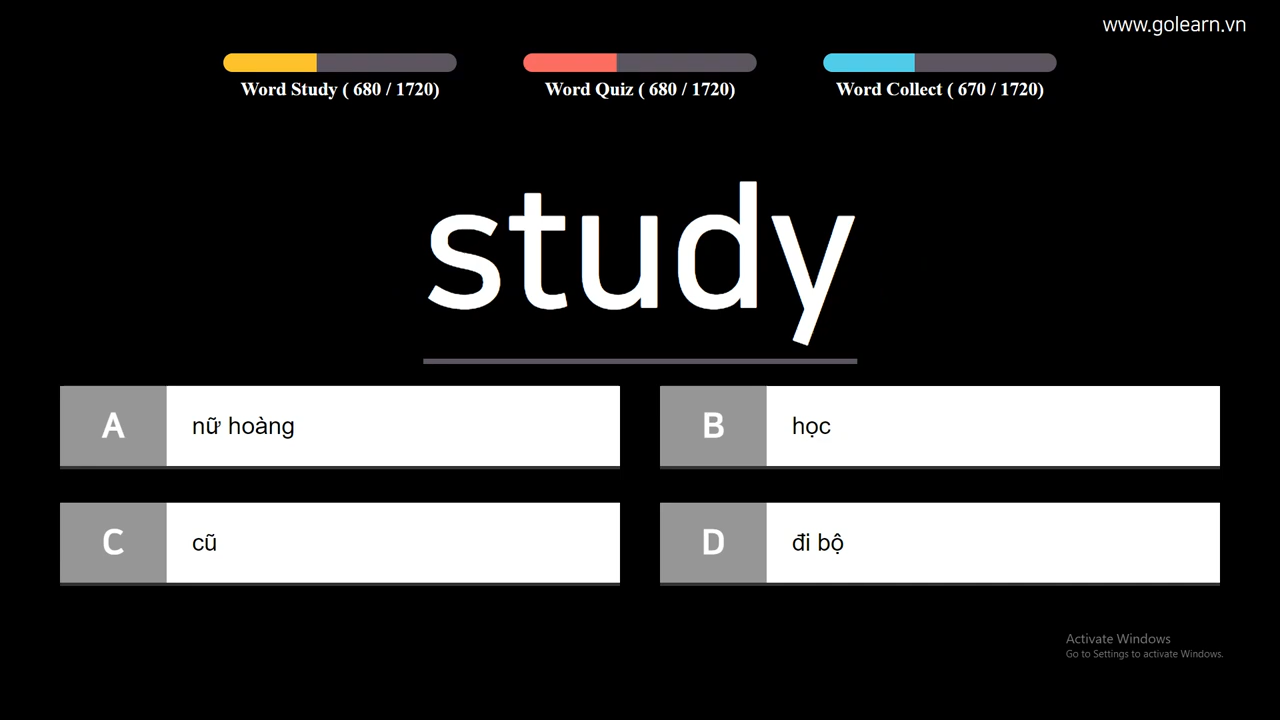 www.golearn.vn
Word Study ( 680 / 1720)
Word Quiz ( 680 / 1720)
Word Collect ( 670 / 1720)
study
A nữ hoàng
B học
C cũ
D đi bộ
Activate Windows
Go to Settings to activate Windows.